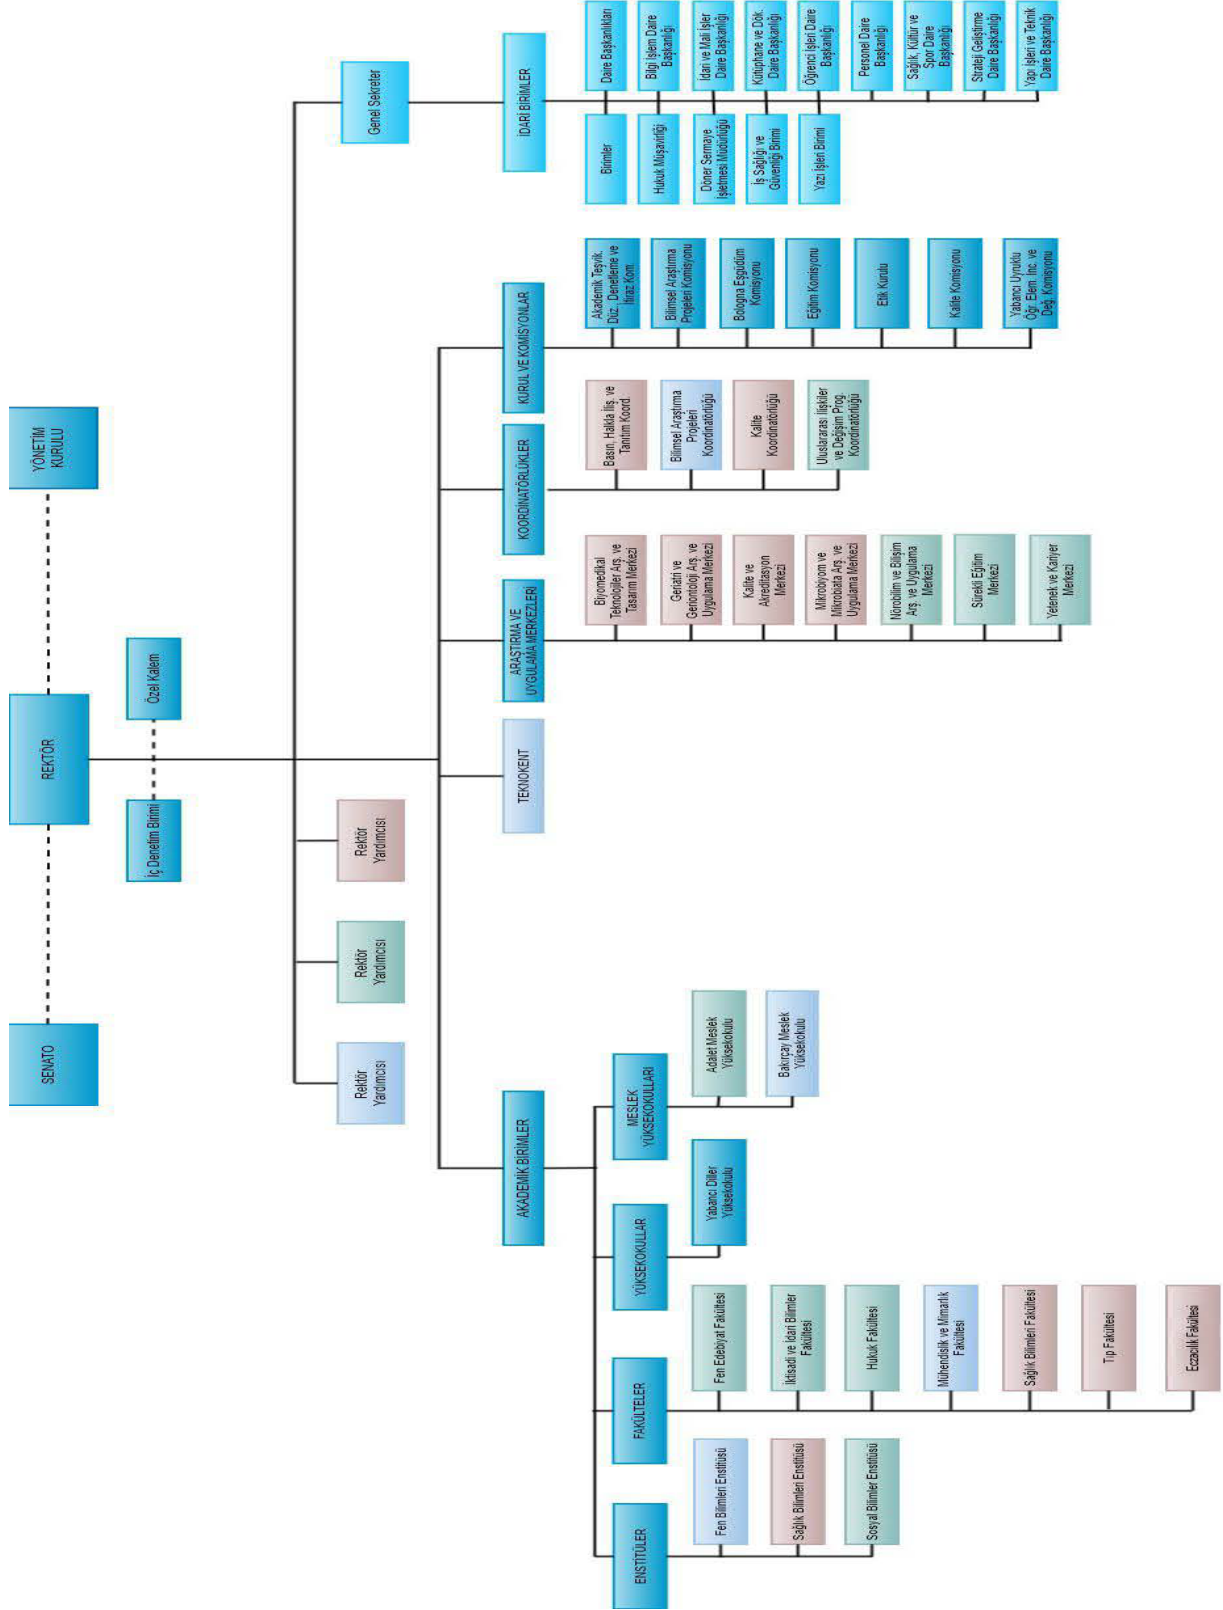 SENATO
REKTÖR
YÖNETİM
KURULU
İç Denetim Birimi
Özel Kalem
Rektör
Yardımcısı
Rektör
Yardımcısı
Rektör
Yardımcısı
Genel Sekreter
AKADEMİK BİRİMLER
TEKNOKENT
ARAŞTIRMA VE
UYGULAMA MERKEZLERİ
KOORDİNATÖRLÜKLER
KURUL VE KOMİSYONLAR
İDARİ BİRİMLER
ENSTİTÜLER
FAKÜLTELER
YÜKSEKOKULLAR
MESLEK
YÜKSEKOKULLARI
Fen Bilimleri Enstitüsü
Sağlık Bilimleri Enstitüsü
Sosyal Bilimler Enstitüsü
Fen Edebiyat Fakültesi
İktisadi ve İdari Bilimler
Fakültesi
Hukuk Fakültesi
Mühendislik ve Mimarlık
Fakültesi
Sağlık Bilimleri Fakültesi
Tıp Fakültesi
Eczacılık Fakültesi
Yabancı Diller
Yüksekokulu
Adalet Meslek
Yüksekokulu
Bakırçay Meslek
Yüksekokulu
Biyomedikal
Teknolojiler Arş. ve
Tasarım Merkezi
Geriatri ve
Gerontoloji Arş. ve
Uygulama Merkezi
Kalite ve
Akreditasyon
Merkezi
Mikrobiyom ve
Mikrobiata Arş. ve
Uygulama Merkezi
Nörobilim ve Bilişim
Arş. ve Uygulama
Merkezi
Sürekli Eğitim
Merkezi
Yetenek ve Kariyer
Merkezi
Basın, Halkla İliş. ve
Tanıtım Koord.
Bilimsel Araştırma
Projeleri
Koordinatörlüğü
Kalite
Koordinatörlüğü
Uluslararası İlişkiler
ve Değişim Prog.
Koordinatörlüğü
Akademik Teşvik.
Düz., Denetleme ve
İtiraz Kom.
Bilimsel Araştırma
Projeleri Komisyonu
Bologna Eşgüdüm
Komisyonu
Eğitim Komisyonu
Etik Kurulu
Kalite Komisyonu
Yabancı Uyruklu
Öğr. Elem. İnc. ve
Değ. Komisyonu
Birimler
Hukuk Müşavirliği
Döner Sermaye
İşletmesi Müdürlüğü
İş Sağlığı ve
Güvenliği Birimi
Yazı İşleri Birimi
Daire Başkanlıkları
Bilgi İşlem Daire
Başkanlığı
İdari ve Mali İşler
Daire Başkanlığı
Kütüphane ve Dök.
Daire Başkanlığı
Öğrenci İşleri Daire
Başkanlığı
Personel Daire
Başkanlığı
Sağlık, Kültür ve
Spor Daire
Başkanlığı
Strateji Geliştirme
Daire Başkanlığı
Yapı İşleri ve Teknik
Daire Başkanlığı